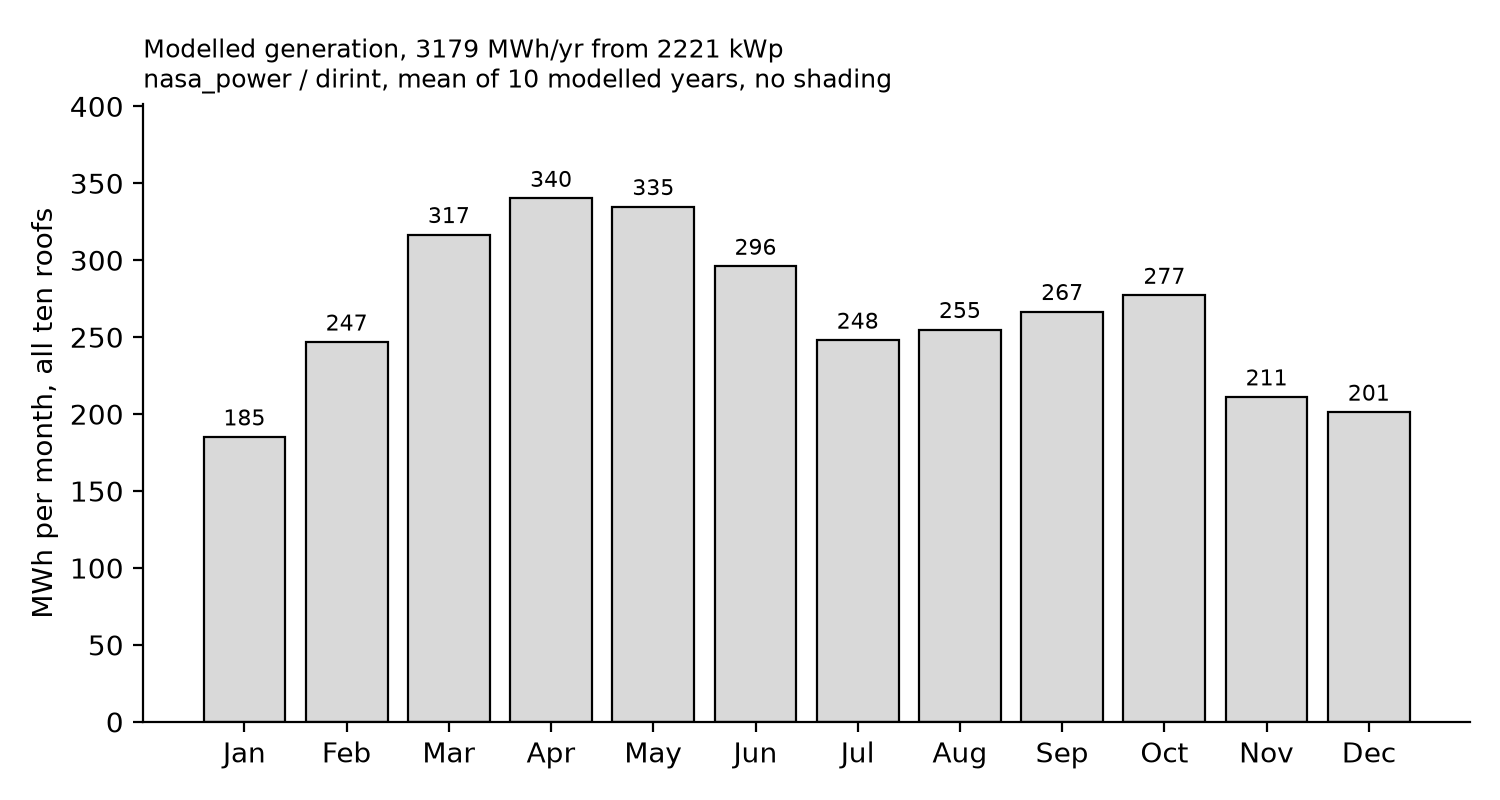 Modelled generation, 3179 MWh/yr from 2221 kWp
nasa_power / dirint, mean of 10 modelled years, no shading
MWh per month, all ten roofs
400
350
300
250
200
150
100
50
0
185
247
317
340
335
296
248
255
267
277
211
201
Jan
Feb
Mar
Apr
May
Jun
Jul
Aug
Sep
Oct
Nov
Dec